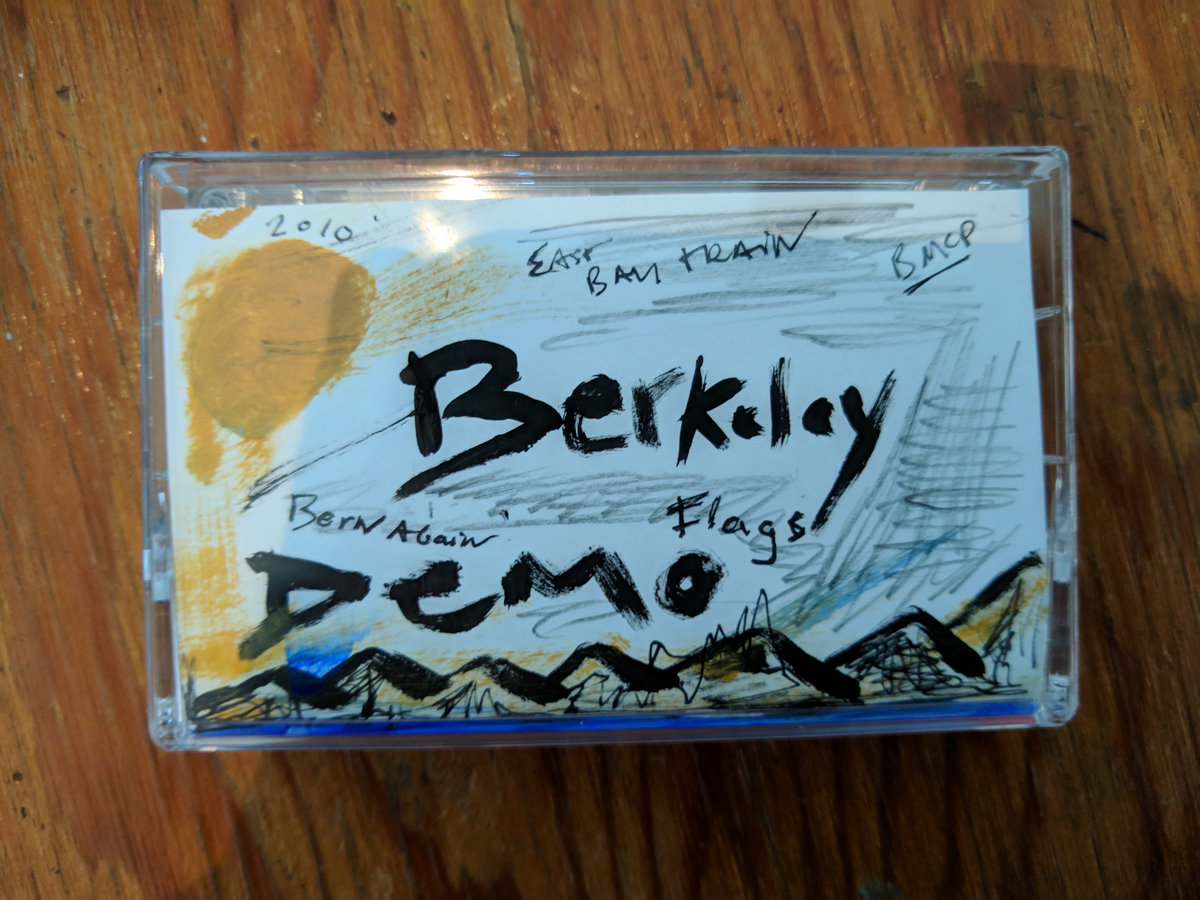 2010
EAST
BAY TRAIN
BMCP
Berkeley
Bern Again
Flags
DEMO